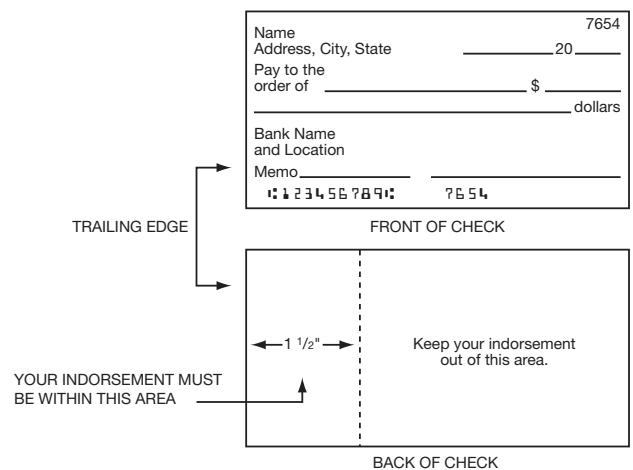 7654
Name
Address, City, State 20
Pay to the
order of $
dollars
Bank Name
and Location
Memo
⑆123456789⑆ 7654
TRAILING EDGE
FRONT OF CHECK
1 1/2"
Keep your indorsement
out of this area.
YOUR INDORSEMENT MUST
BE WITHIN THIS AREA
BACK OF CHECK